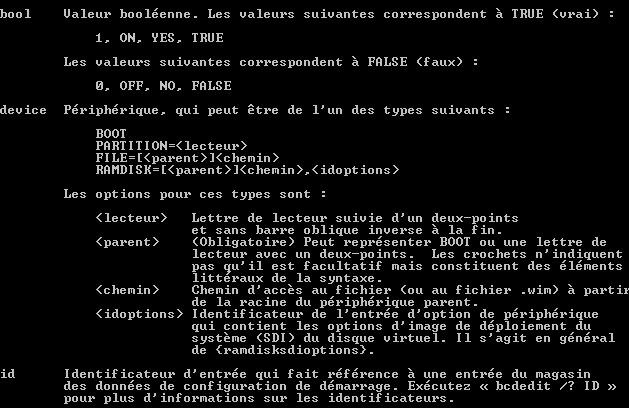 bool    Valeur booléenne. Les valeurs suivantes correspondent à TRUE (vrai) :
1, ON, YES, TRUE
Les valeurs suivantes correspondent à FALSE (faux) :
0, OFF, NO, FALSE
device  Périphérique, qui peut être de l'un des types suivants :
BOOT
PARTITION=<lecteur>
FILE=[<parent>]<chemin>
RAMDISK=[<parent>]<chemin>,<idoptions>
Les options pour ces types sont :
<lecteur>   Lettre de lecteur suivie d'un deux-points
et sans barre oblique inverse à la fin.
<parent>    (Obligatoire) Peut représenter BOOT ou une lettre de
lecteur avec un deux-points.  Les crochets n'indiquent
pas qu'il est facultatif mais constituent des éléments
littéraux de la syntaxe.
<chemin>    Chemin d'accès au fichier (ou au fichier .wim) à partir
de la racine du périphérique parent.
<idoptions> Identificateur de l'entrée d'option de périphérique
qui contient les options d'image de déploiement du
système (SDI) du disque virtuel. Il s'agit en général
de {ramdisksdioptions}.
id      Identificateur d'entrée qui fait référence à une entrée du magasin
des données de configuration de démarrage. Exécutez « bcdedit /? ID »
pour plus d'informations sur les identificateurs.